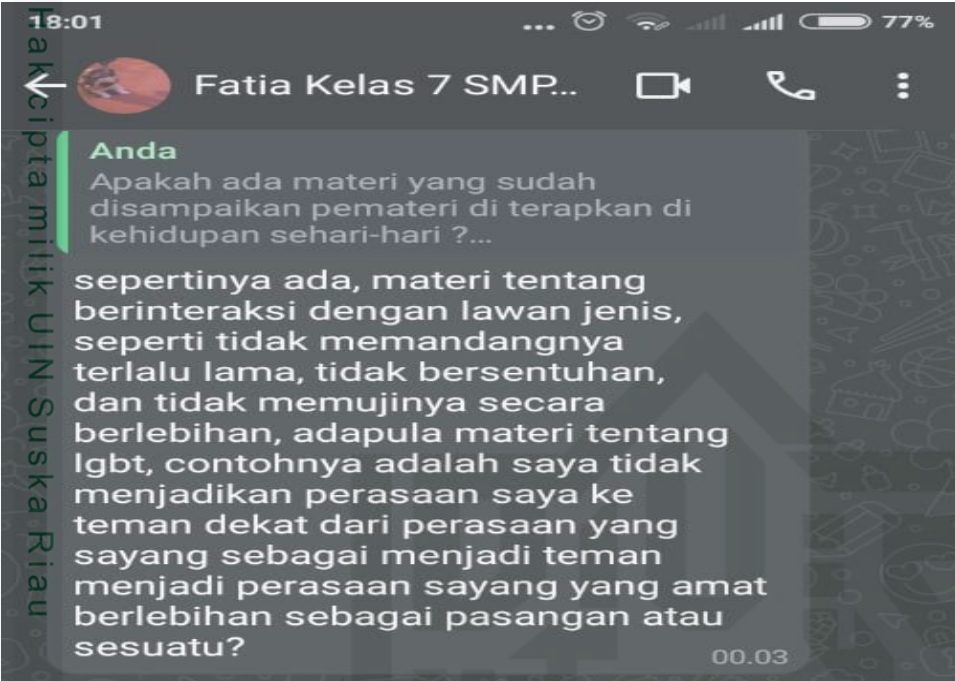 18:01
... 77%
Fatia Kelas 7 SMP...
Anda
Apakah ada materi yang sudah
disampaikan pemateri di terapkan di
kehidupan sehari-hari ?...
sepertinya ada, materi tentang
berinteraksi dengan lawan jenis,
seperti tidak memandangnya
terlalu lama, tidak bersentuhan,
dan tidak memujinya secara
berlebihan, adapula materi tentang
lgbt, contohnya adalah saya tidak
menjadikan perasaan saya ke
teman dekat dari perasaan yang
sayang sebagai menjadi teman
menjadi perasaan sayang yang amat
berlebihan sebagai pasangan atau
sesuatu?
00.03
Hak cipta milik UIN Suska Riau